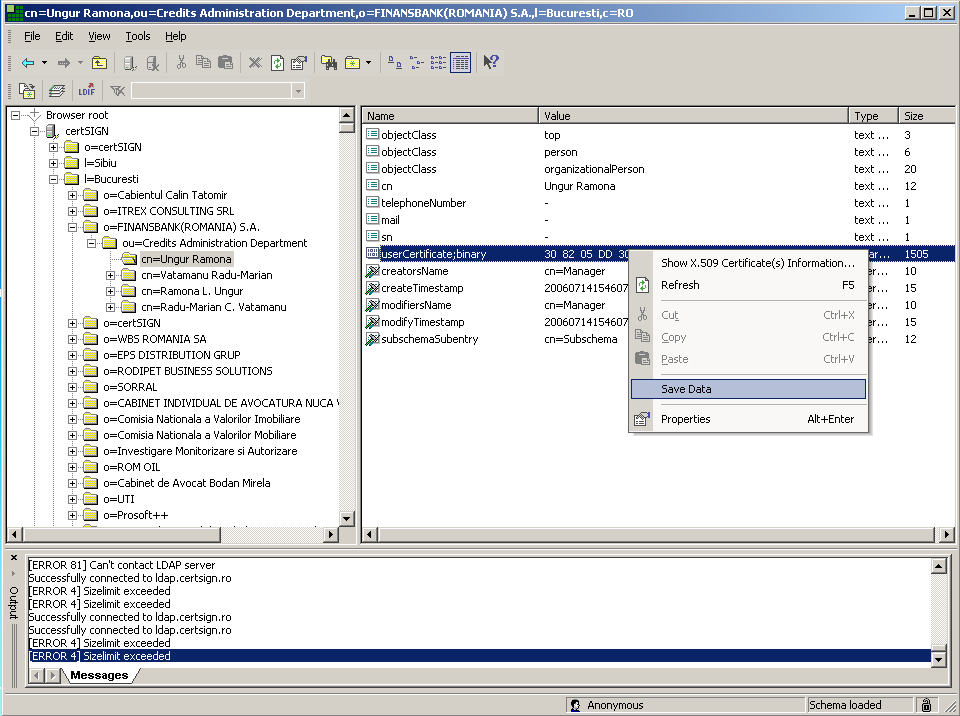 cn=Ungur Ramona,ou=Credits Administration Department,o=FINANSBANK(ROMANIA) S.A.,l=Bucuresti,c=RO
File Edit View Tools Help
LDIF
Browser root
certSIGN
o=certSIGN
l=Sibiu
l=Bucuresti
o=Cabientul Calin Tatomir
o=ITREX CONSULTING SRL
o=FINANSBANK(ROMANIA) S.A.
ou=Credits Administration Department
cn=Ungur Ramona
cn=Vatamanu Radu-Marian
cn=Ramona L. Ungur
cn=Radu-Marian C. Vatamanu
o=certSIGN
o=WBS ROMANIA SA
o=EPS DISTRIBUTION GRUP
o=RODIPET BUSINESS SOLUTIONS
o=SORRAL
o=CABINET INDIVIDUAL DE AVOCATURA NUCA V
o=Comisia Nationala a Valorilor Imobiliare
o=Comisia Nationala a Valorilor Mobiliare
o=Investigare Monitorizare si Autorizare
o=ROM OIL
o=Cabinet de Avocat Bodan Mirela
o=UTI
o=Prosoft++
Name Value Type Size
objectClass top text ... 3
objectClass person text ... 6
objectClass organizationalPerson text ... 20
cn Ungur Ramona text ... 12
telephoneNumber - text ... 1
mail - text ... 1
sn - text ... 1
userCertificate;binary 30 82 05 DD 30 ar... 1505
creatorsName cn=Manager er... 10
createTimestamp 20060714154607 er... 15
modifiersName cn=Manager er... 10
modifyTimestamp 20060714154607 er... 15
subschemaSubentry cn=Subschema er... 12
Show X.509 Certificate(s) Information...
Refresh F5
Cut Ctrl+X
Copy Ctrl+C
Paste Ctrl+V
Save Data
Properties Alt+Enter
Output
[ERROR 81] Can't contact LDAP server
Successfully connected to ldap.certsign.ro
[ERROR 4] Sizelimit exceeded
[ERROR 4] Sizelimit exceeded
Successfully connected to ldap.certsign.ro
Successfully connected to ldap.certsign.ro
[ERROR 4] Sizelimit exceeded
[ERROR 4] Sizelimit exceeded
Messages
Anonymous Schema loaded